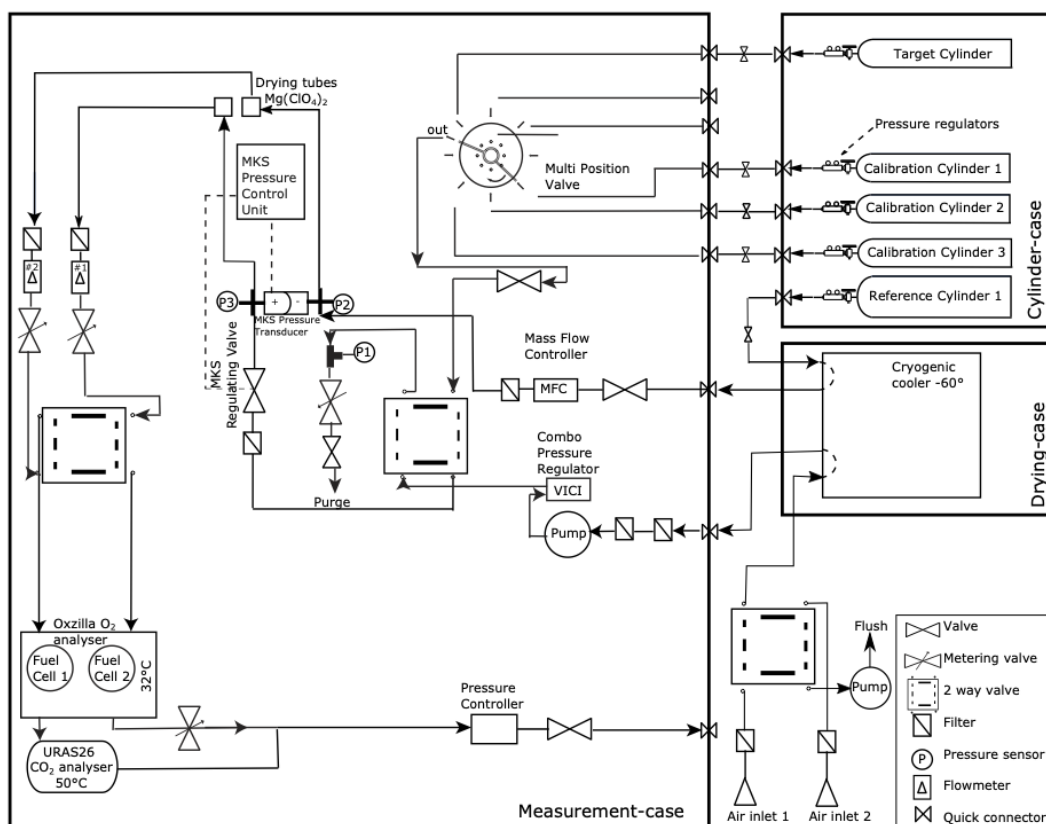 Target Cylinder
Drying tubes
Mg(ClO₄)₂
out
Pressure regulators
MKS
Pressure
Control
Unit
Multi Position
Valve
Calibration Cylinder 1
Calibration Cylinder 2
Calibration Cylinder 3
Reference Cylinder 1
Cylinder-case
#2
#1
P3
+
-
P2
MKS Pressure
Transducer
P1
MKS
Regulating Valve
Mass Flow
Controller
MFC
Cryogenic
cooler -60°
Drying-case
Combo
Pressure
Regulator
VICI
Purge
Pump
Oxzilla O₂
analyser
Fuel
Cell 1
Fuel
Cell 2
32°C
Pressure
Controller
URAS26
CO₂ analyser
50°C
Measurement-case
Flush
Pump
Air inlet 1
Air inlet 2
Valve
Metering valve
2 way valve
Filter
P
Pressure sensor
Flowmeter
Quick connector